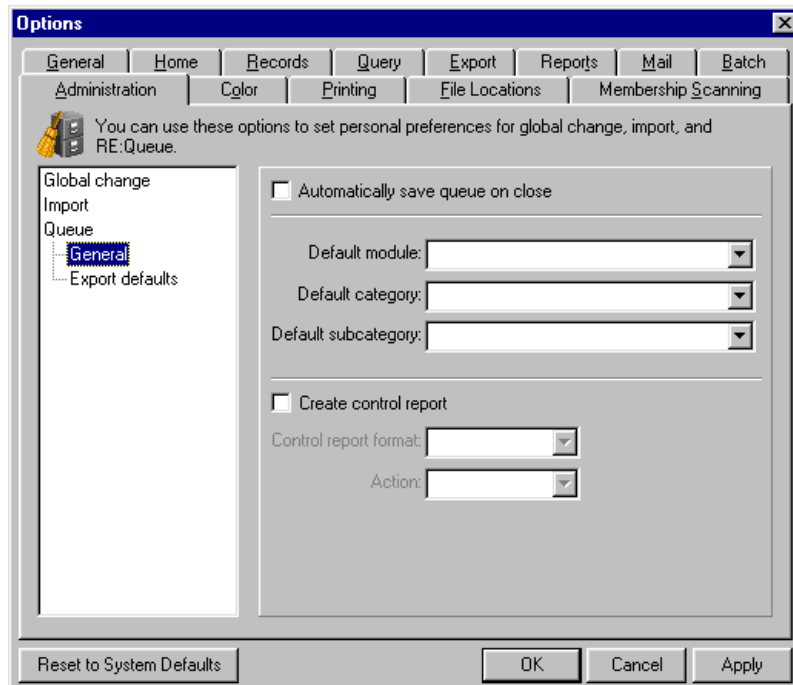 Options
General Home Records Query Export Reports Mail Batch
Administration Color Printing File Locations Membership Scanning
You can use these options to set personal preferences for global change, import, and
RE:Queue.
Global change
Import
Queue
General
Export defaults
Automatically save queue on close
Default module:
Default category:
Default subcategory:
Create control report
Control report format:
Action:
Reset to System Defaults OK Cancel Apply